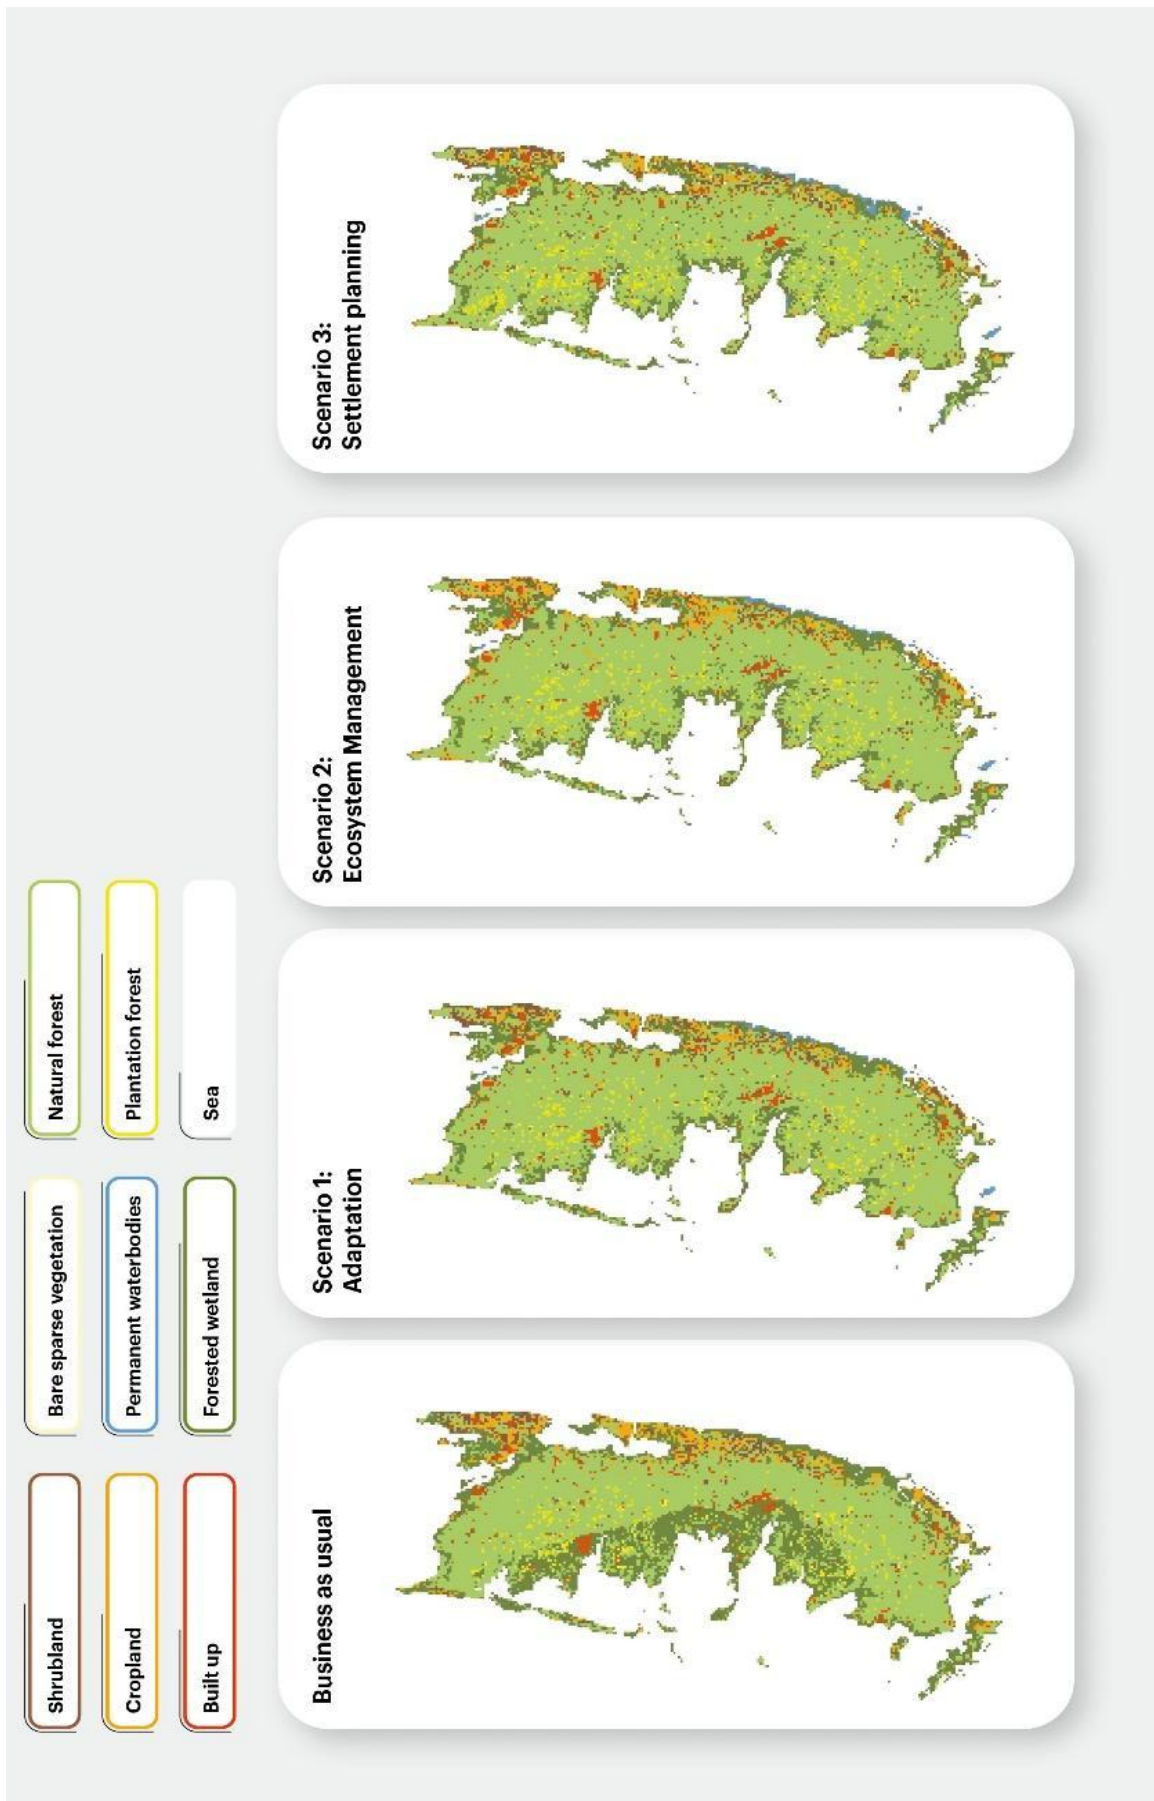 Shrubland
Bare sparse vegetation
Natural forest
Cropland
Permanent waterbodies
Plantation forest
Built up
Forested wetland
Sea
Business as usual
Scenario 1:
Adaptation
Scenario 2:
Ecosystem Management
Scenario 3:
Settlement planning